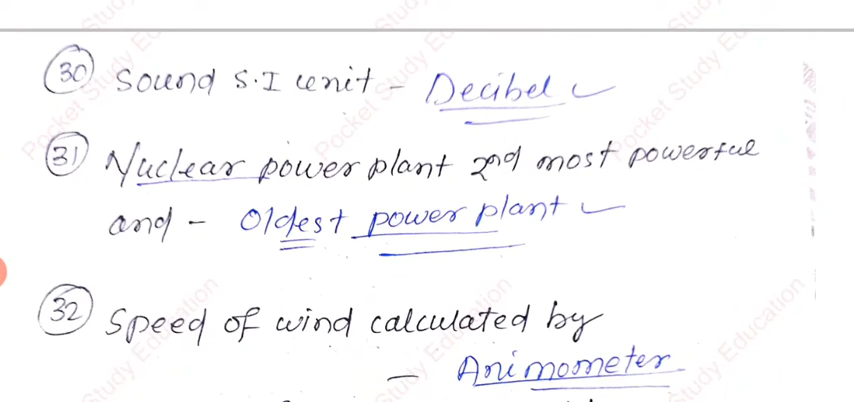 30 Sound S.I unit - Decibel
31 Nuclear power plant 2nd most powerful
and - Oldest power plant
32 Speed of wind calculated by
- Animometer